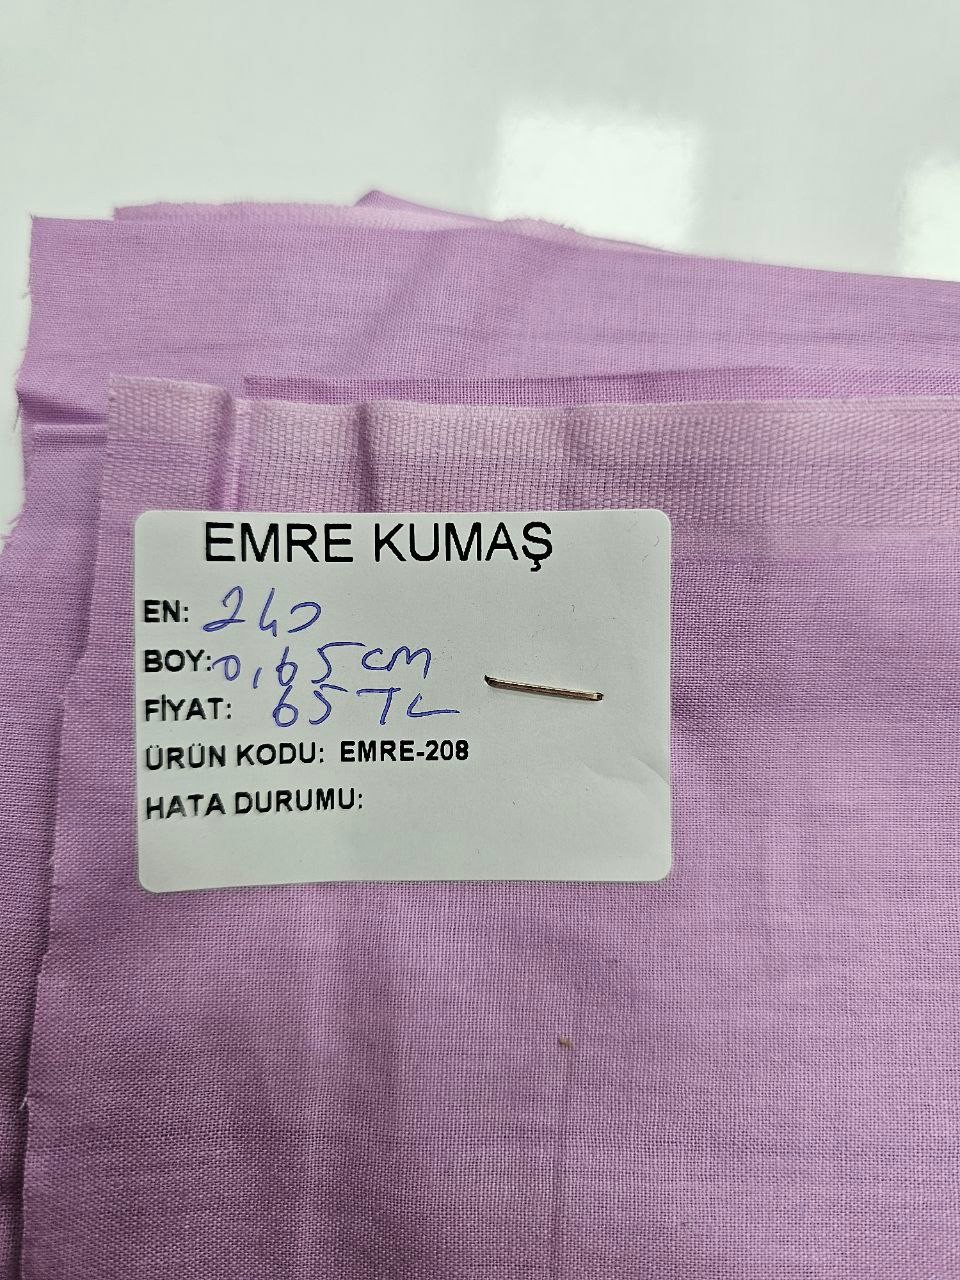 EMRE KUMAŞ
EN: 240
BOY: 0,65 cm
FİYAT: 65 TL
ÜRÜN KODU: EMRE-208
HATA DURUMU: